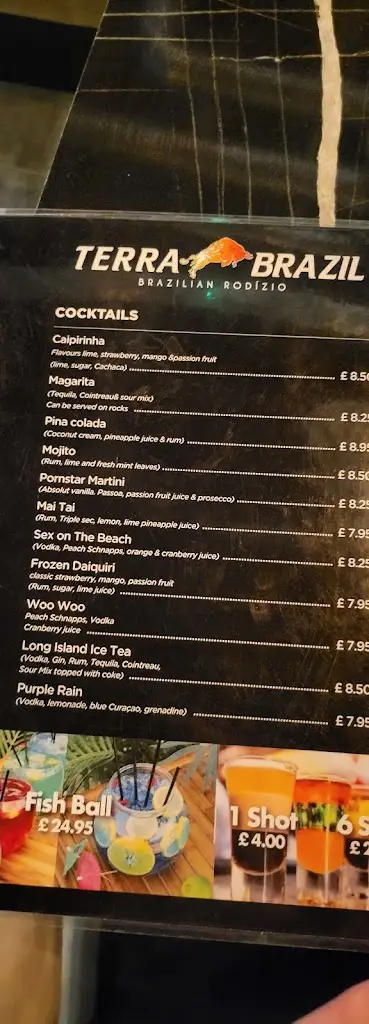 TERRA BRAZIL
BRAZILIAN RODÍZIO
COCKTAILS
Caipirinha
Flavours lime, strawberry, mango &passion fruit
(lime, sugar, Cachaca) £ 8.50
Magarita
(Tequila, Cointreau& sour mix)
Can be served on rocks £ 8.25
Pina colada
(Coconut cream, pineapple juice & rum) £ 8.95
Mojito
(Rum, lime and fresh mint leaves) £ 8.50
Pornstar Martini
(Absolut vanilla. Passoa, passion fruit juice & prosecco) £ 8.25
Mai Tai
(Rum, Triple sec, lemon, lime pineapple juice) £ 7.95
Sex on The Beach
(Vodka, Peach Schnapps, orange & cranberry juice) £ 8.25
Frozen Daiquiri
classic strawberry, mango, passion fruit
(Rum, sugar, lime juice) £ 7.95
Woo Woo
Peach Schnapps, Vodka
Cranberry juice £ 7.95
Long Island Ice Tea
(Vodka, Gin, Rum, Tequila, Cointreau,
Sour Mix topped with coke) £ 8.50
Purple Rain
(Vodka, lemonade, blue Curaçao, grenadine) £ 7.95
Fish Ball
£ 24.95
1 Shot
£ 4.00
6 S
£ 2